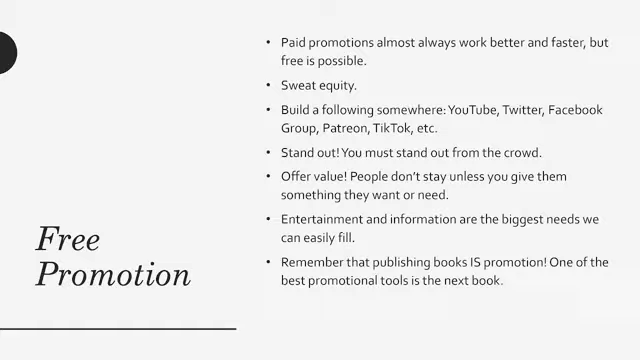 Free
Promotion
• Paid promotions almost always work better and faster, but
free is possible.
• Sweat equity.
• Build a following somewhere: YouTube, Twitter, Facebook
Group, Patreon, TikTok, etc.
• Stand out! You must stand out from the crowd.
• Offer value! People don't stay unless you give them
something they want or need.
• Entertainment and information are the biggest needs we
can easily fill.
• Remember that publishing books IS promotion! One of the
best promotional tools is the next book.